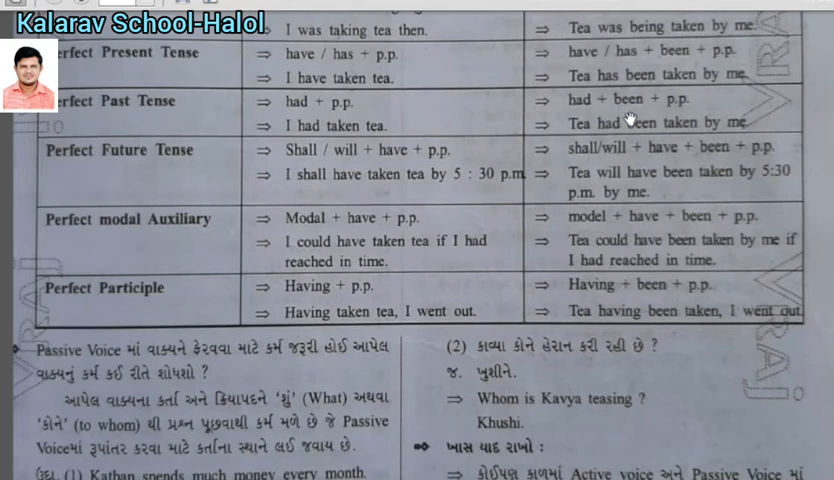 Kalarav School-Halol
⇒ I was taking tea then. ⇒ Tea was being taken by me.
erfect Present Tense ⇒ have / has + p.p. ⇒ have / has + been + p.p.
⇒ I have taken tea. ⇒ Tea has been taken by me.
erfect Past Tense ⇒ had + p.p. ⇒ had + been + p.p.
⇒ I had taken tea. ⇒ Tea had been taken by me.
Perfect Future Tense ⇒ Shall / will + have + p.p. ⇒ shall/will + have + been + p.p.
⇒ I shall have taken tea by 5 : 30 p.m. ⇒ Tea will have been taken by 5:30
p.m. by me.
Perfect modal Auxiliary ⇒ Modal + have + p.p. ⇒ model + have + been + p.p.
⇒ I could have taken tea if I had ⇒ Tea could have been taken by me if
reached in time. I had reached in time.
Perfect Participle ⇒ Having + p.p. ⇒ Having + been + p.p.
⇒ Having taken tea, I went out. ⇒ Tea having been taken, I went out.
Passive Voice માં વાક્યને ફેરવવા માટે કર્મ જરૂરી હોઈ આપેલ
વાક્યનું કર્મ કઈ રીતે શોધશો ?
આપેલ વાક્યના કર્તા અને ક્રિયાપદને 'શું' (What) અથવા
'કોને' (to whom) થી પ્રશ્ન પૂછવાથી કર્મ મળે છે જે Passive
Voiceમાં રૂપાંતર કરવા માટે કર્તાના સ્થાને લઈ જવાય છે.
ઉદા. (1) Kathan spends much money every month.
(2) કાવ્યા કોને હેરાન કરી રહી છે ?
જ. ખુશીને.
⇒ Whom is Kavya teasing ?
Khushi.
ખાસ યાદ રાખો :
⇒ કોઈપણ કાળમાં Active voice અને Passive Voice માં
VIRAJ